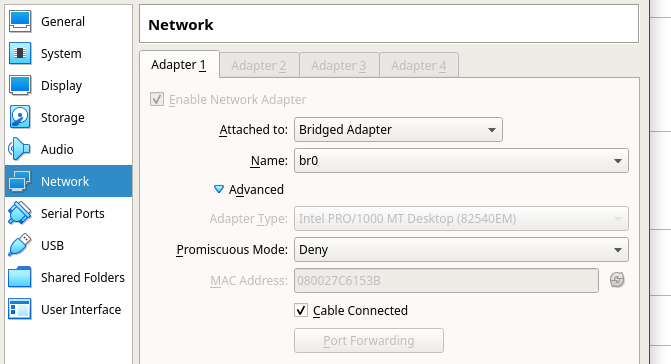 General
System
Display
Storage
Audio
Network
Serial Ports
USB
Shared Folders
User Interface
Network
Adapter 1
Adapter 2
Adapter 3
Adapter 4
Enable Network Adapter
Attached to: Bridged Adapter
Name: br0
Advanced
Adapter Type: Intel PRO/1000 MT Desktop (82540EM)
Promiscuous Mode: Deny
MAC Address: 080027C6153B
Cable Connected
Port Forwarding